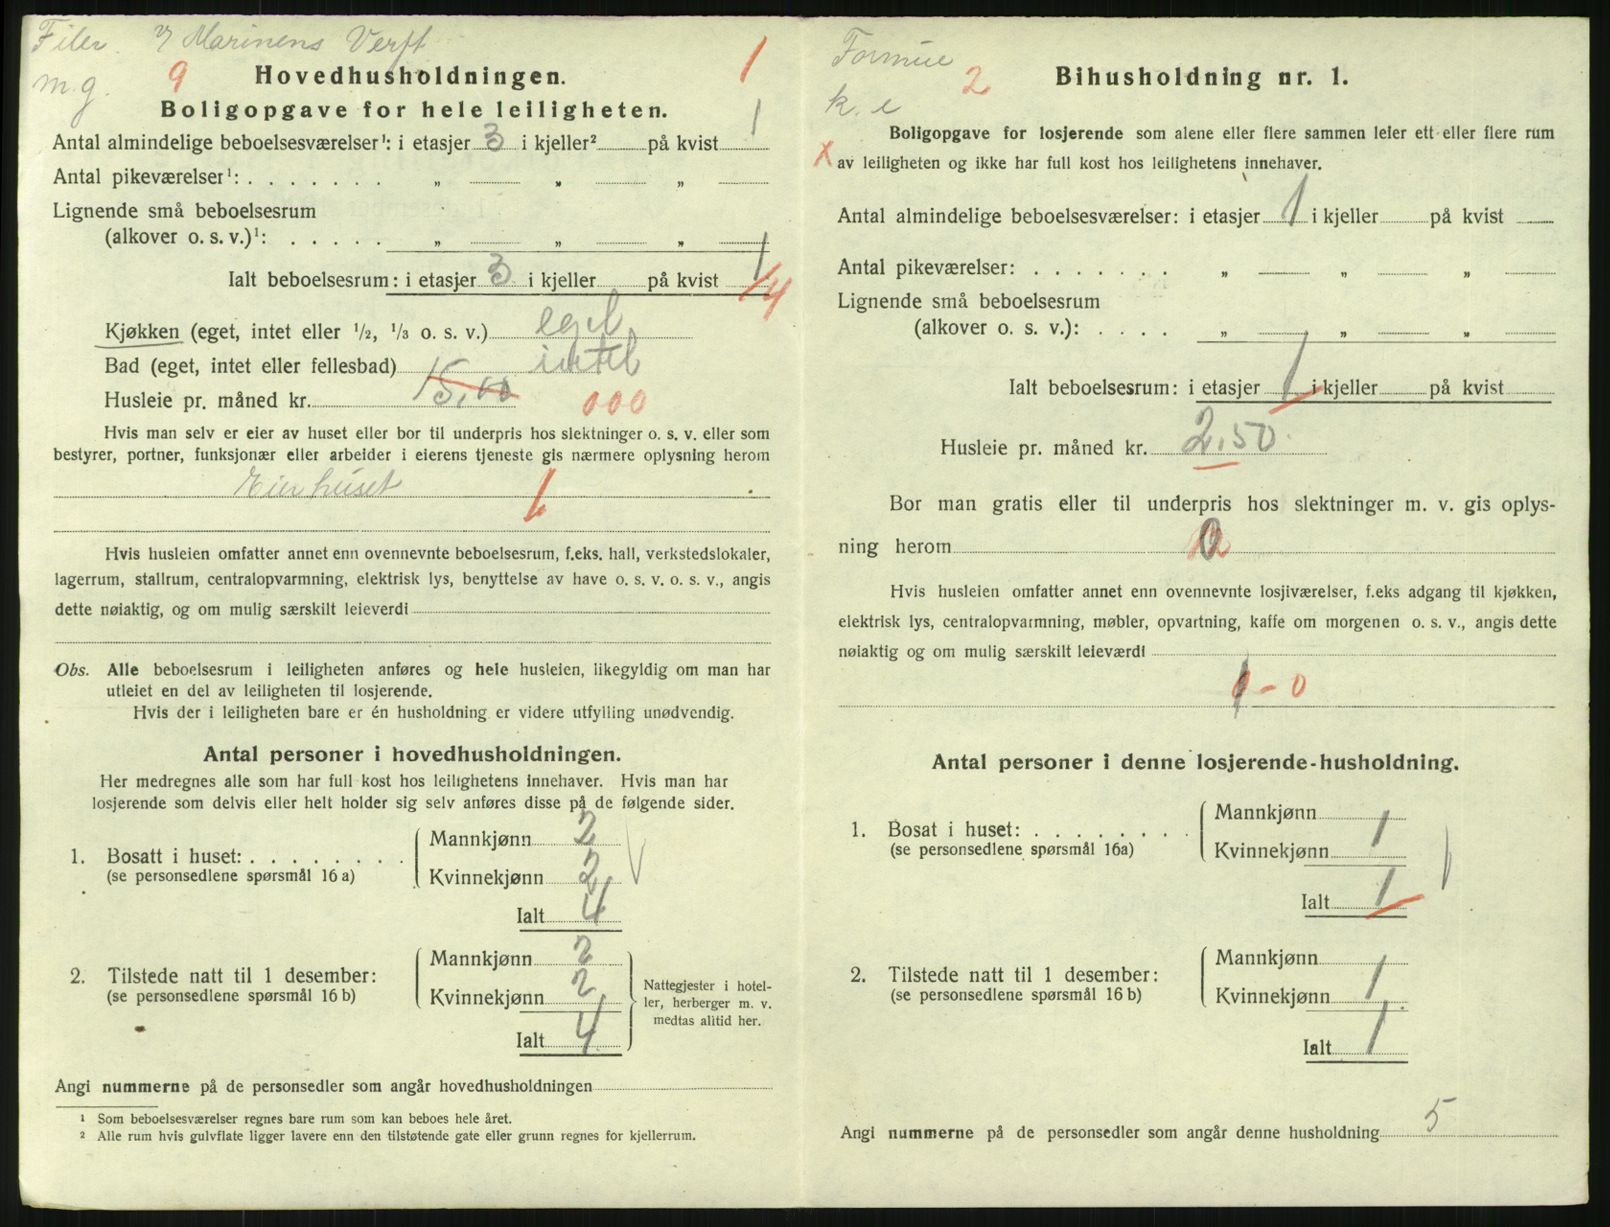 Filer. v/ Marinens Verft
m.g. 9 1
Hovedhusholdningen.
Boligopgave for hele leiligheten.
Antal almindelige beboelsesværelser¹: i etasjer 3 i kjeller² på kvist 1
Antal pikeværelser¹: . . . . . . . „ „ „
Lignende små beboelsesrum
(alkover o. s. v.)¹: . . . . . „ „ „
Ialt beboelsesrum: i etasjer 3 i kjeller på kvist 1
4
Kjøkken (eget, intet eller ½, ⅓ o. s. v.) eget
Bad (eget, intet eller fellesbad) intet
Husleie pr. måned kr. 15,00 000
Hvis man selv er eier av huset eller bor til underpris hos slektninger o. s. v. eller som
bestyrer, portner, funksjonær eller arbeider i eierens tjeneste gis nærmere oplysning herom
Eier huset 1
Hvis husleien omfatter annet enn ovennevnte beboelsesrum, f.eks. hall, verkstedslokaler,
lagerrum, stallrum, centralopvarmning, elektrisk lys, benyttelse av have o. s. v. o. s. v., angis
dette nøiaktig, og om mulig særskilt leieverdi
Obs. Alle beboelsesrum i leiligheten anføres og hele husleien, likegyldig om man har
utleiet en del av leiligheten til losjerende.
Hvis der i leiligheten bare er én husholdning er videre utfylling unødvendig.
Antal personer i hovedhusholdningen.
Her medregnes alle som har full kost hos leilighetens innehaver. Hvis man har
losjerende som delvis eller helt holder sig selv anføres disse på de følgende sider.
1. Bosatt i huset: . . . . . . . .
(se personsedlene spørsmål 16 a)
Mannkjønn 2
Kvinnekjønn 2
Ialt 4
2. Tilstede natt til 1 desember:
(se personsedlene spørsmål 16 b)
Mannkjønn 2
Kvinnekjønn 2
Ialt 4
Nattegjester i hotel-
ler, herberger m. v.
medtas alltid her.
Angi nummerne på de personsedler som angår hovedhusholdningen
¹ Som beboelsesværelser regnes bare rum som kan beboes hele året.
² Alle rum hvis gulvflate ligger lavere enn den tilstøtende gate eller grunn regnes for kjellerrum.
Formue
k. e 2
Bihusholdning nr. 1.
Boligopgave for losjerende som alene eller flere sammen leier ett eller flere rum
x av leiligheten og ikke har full kost hos leilighetens innehaver.
Antal almindelige beboelsesværelser: i etasjer 1 i kjeller på kvist
Antal pikeværelser: . . . . . . . „ „ „
Lignende små beboelsesrum
(alkover o. s. v.): . . . . „ „ „
Ialt beboelsesrum: i etasjer 1 i kjeller på kvist
Husleie pr. måned kr. 2.50
Bor man gratis eller til underpris hos slektninger m. v. gis oplys-
ning herom 0
Hvis husleien omfatter annet enn ovennevnte losjiværelser, f.eks adgang til kjøkken,
elektrisk lys, centralopvarmning, møbler, opvartning, kaffe om morgenen o. s. v., angis dette
nøiaktig og om mulig særskilt leieværdi
0 - 0
Antal personer i denne losjerende-husholdning.
1. Bosat i huset: . . . . . . . .
(se personsedlene spørsmål 16a)
Mannkjønn
Kvinnekjønn 1
Ialt 1
2. Tilstede natt til 1 desember:
(se personsedlene spørsmål 16 b)
Mannkjønn
Kvinnekjønn 1
Ialt 1
Angi nummerne på de personsedler som angår denne husholdning 5